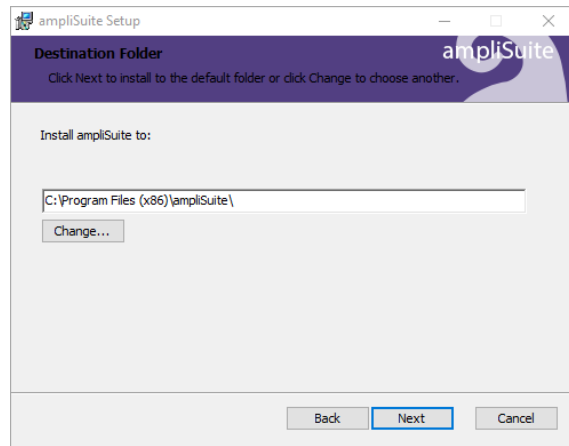 ampliSuite Setup
Destination Folder
ampliSuite
Click Next to install to the default folder or click Change to choose another.
Install ampliSuite to:
C:\Program Files (x86)\ampliSuite\
Change...
Back
Next
Cancel